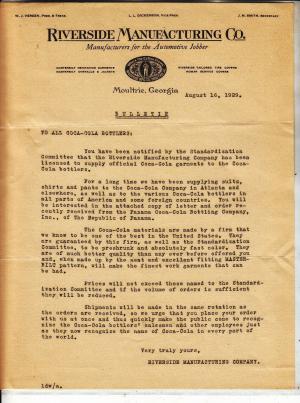 W. J. VEREEN, PRES. & TREAS.
L. L. DICKERSON, VICE-PRES.
J. H. SMITH, SECRETARY
RIVERSIDE MANUFACTURING CO.
Manufacturers for the Automotive Jobber
Moultrie, Georgia
August 16, 1929.
BULLETIN
TO ALL COCA-COLA BOTTLERS:
You have been notified by the Standardization
Committee that the Riverside Manufacturing Company has been
licensed to supply official Coca-Cola garments to the Coca-
Cola bottlers.
For a long time we have been supplying suits,
shirts and pants to the Coca-Cola Company in Atlanta and
elsewhere, as well as to the various Coca-Cola bottlers in
all parts of America and some foreign countries. You will
be interested in the attached copy of letter and order re-
cently received from the Panama Coca-Cola Bottling Company,
Inc., of The Republic of Panama.
The Coca-Cola materials are made by a firm that
we know to be one of the best in the United States. They
are guaranteed by this firm, as well as the Standardization
Committee, to be preshrunk and absolutely fast color. They
are of much better quality than any ever before offered you
and, when made up by the neat and excellent fitting MASTER-
BILT pattern, will make the finest work garments that can
be had.
Prices will not exceed those named to the Standard-
ization Committee and if the volume of orders is sufficient
they will be reduced.
Shipments will be made in the same rotation as
the orders are received, so we urge that you place your order
with us at once and thus quickly make the public come to recog-
nize the Coca-Cola bottlers' salesmen and other employees just
as they now recognize the name of Coca-Cola in every part of
the world.
Very truly yours,
RIVERSIDE MANUFACTURING COMPANY.